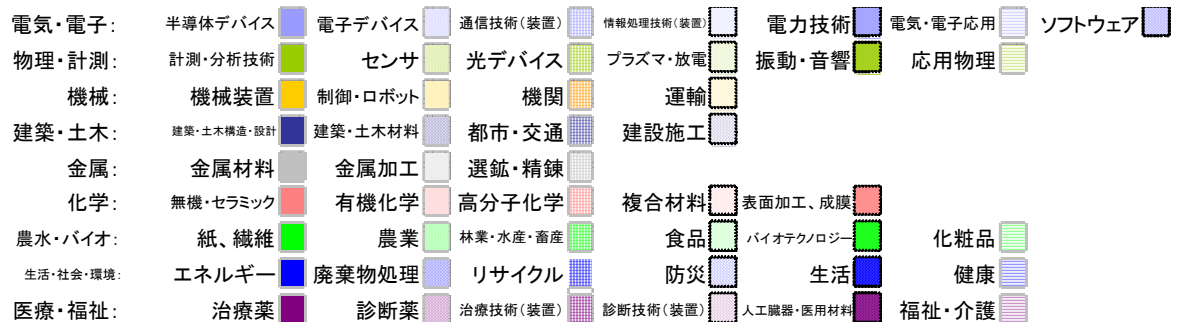 電気・電子: 半導体デバイス 電子デバイス 通信技術(装置) 情報処理技術(装置) 電力技術 電気・電子応用 ソフトウェア
物理・計測: 計測・分析技術 センサ 光デバイス プラズマ・放電 振動・音響 応用物理
機械: 機械装置 制御・ロボット 機関 運輸
建築・土木: 建築・土木構造・設計 建築・土木材料 都市・交通 建設施工
金属: 金属材料 金属加工 選鉱・精錬
化学: 無機・セラミック 有機化学 高分子化学 複合材料 表面加工、成膜
農水・バイオ: 紙、繊維 農業 林業・水産・畜産 食品 バイオテクノロジー 化粧品
生活・社会・環境: エネルギー 廃棄物処理 リサイクル 防災 生活 健康
医療・福祉: 治療薬 診断薬 治療技術(装置) 診断技術(装置) 人工臓器・医用材料 福祉・介護